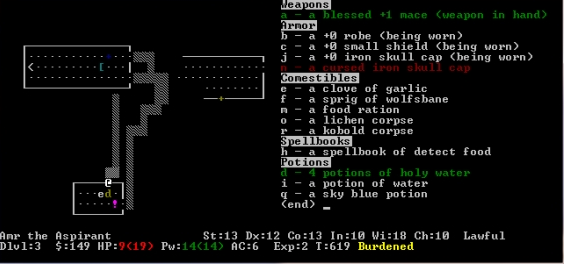 Weapons
a - a blessed +1 mace (weapon in hand)
Armor
b - a +0 robe (being worn)
c - a +0 small shield (being worn)
j - a +0 iron skull cap (being worn)
n - a cursed iron skull cap
Comestibles
e - a clove of garlic
f - a sprig of wolfsbane
m - a food ration
o - a lichen corpse
r - a kobold corpse
Spellbooks
h - a spellbook of detect food
Potions
d - 4 potions of holy water
i - a potion of water
q - a sky blue potion
(end)
Amr the Aspirant St:13 Dx:12 Co:13 In:10 Wi:18 Ch:10 Lawful
Dlvl:3 $:149 HP:9(19) Pw:14(14) AC:6 Exp:2 T:619 Burdened